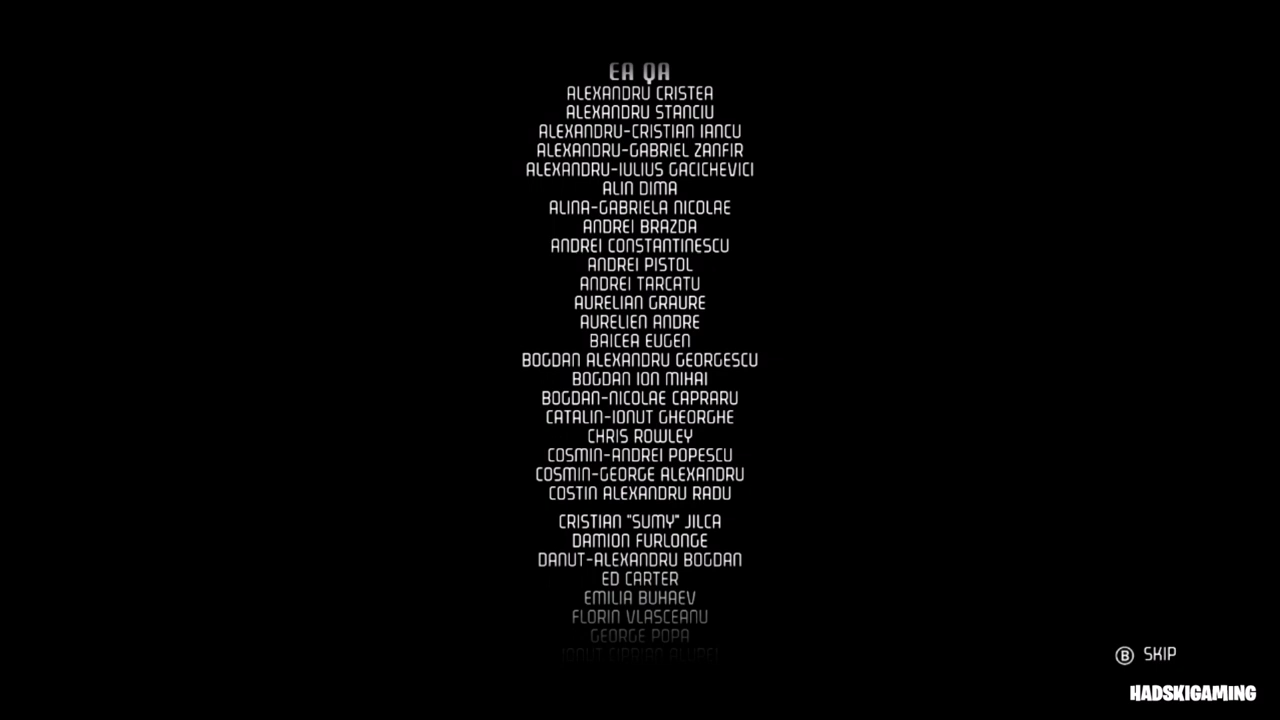 EA QA
ALEXANDRU CRISTEA
ALEXANDRU STANCIU
ALEXANDRU-CRISTIAN IANCU
ALEXANDRU-GABRIEL ZANFIR
ALEXANDRU-IULIUS GACICHEVICI
ALIN DIMA
ALINA-GABRIELA NICOLAE
ANDREI BRAZDA
ANDREI CONSTANTINESCU
ANDREI PISTOL
ANDREI TARCATU
AURELIAN GRAURE
AURELIEN ANDRE
BAICEA EUGEN
BOGDAN ALEXANDRU GEORGESCU
BOGDAN ION MIHAI
BOGDAN-NICOLAE CAPRARU
CATALIN-IONUT GHEORGHE
CHRIS ROWLEY
COSMIN-ANDREI POPESCU
COSMIN-GEORGE ALEXANDRU
COSTIN ALEXANDRU RADU
CRISTIAN "SUMY" JILCA
DAMION FURLONGE
DANUT-ALEXANDRU BOGDAN
ED CARTER
EMILIA BUHAEV
FLORIN VLASCEANU
GEORGE POPA
IONUT CIPRIAN ALUPEI
B SKIP
HADSKIGAMING